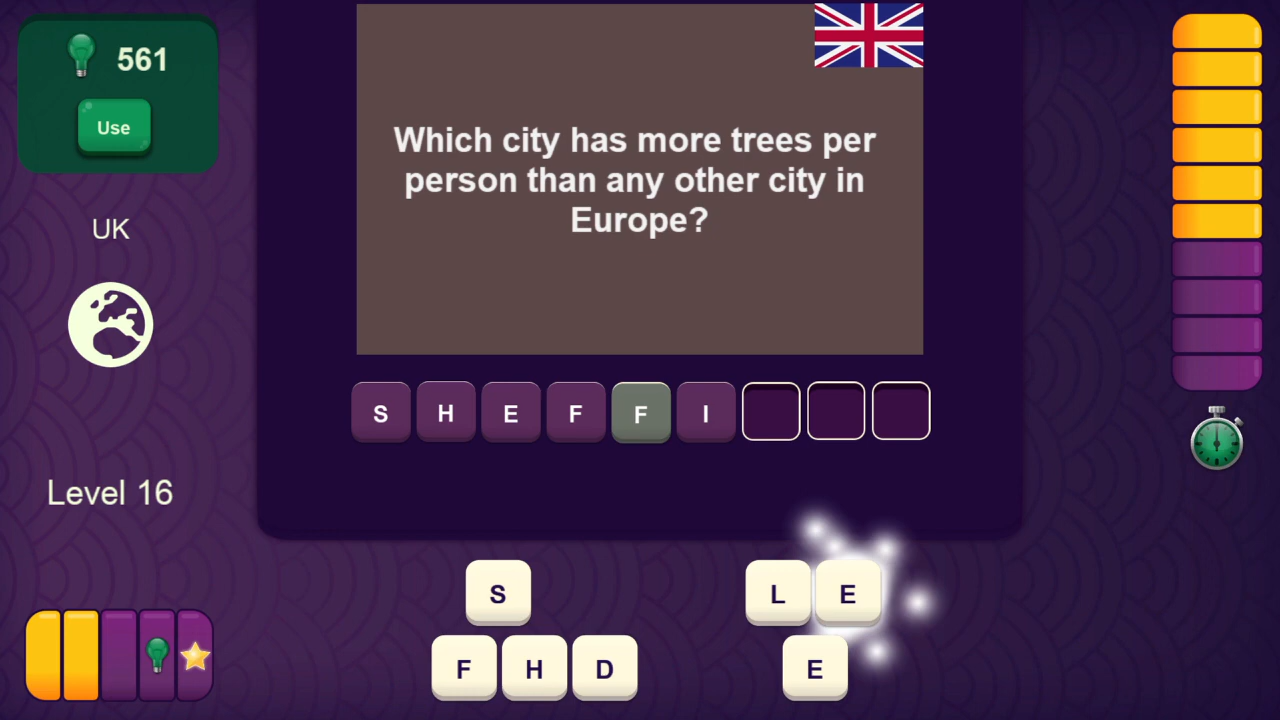 561
Use
UK
Level 16
Which city has more trees per
person than any other city in
Europe?
S H E F F I
S L E
F H D E